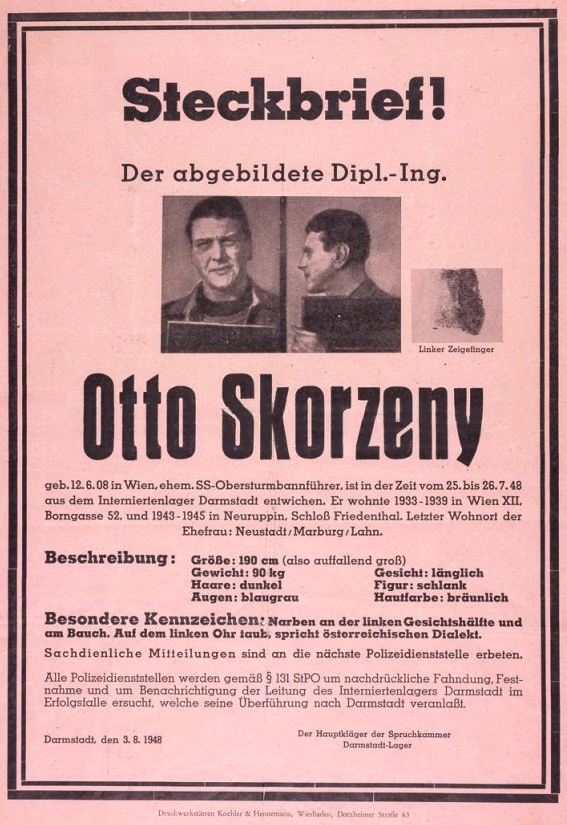 Steckbrief!
Der abgebildete Dipl.-Ing.
Linker Zeigefinger
Otto Skorzeny
geb. 12. 6. 08 in Wien, ehem. SS-Obersturmbannführer, ist in der Zeit vom 25. bis 26. 7. 48
aus dem Interniertenlager Darmstadt entwichen. Er wohnte 1933-1939 in Wien XII,
Borngasse 52, und 1943-1945 in Neuruppin, Schloß Friedenthal. Letzter Wohnort der
Ehefrau: Neustadt/Marburg/Lahn.
Beschreibung: Größe: 190 cm (also auffallend groß)
Gewicht: 90 kg Gesicht: länglich
Haare: dunkel Figur: schlank
Augen: blaugrau Hautfarbe: bräunlich
Besondere Kennzeichen: Narben an der linken Gesichtshälfte und
am Bauch. Auf dem linken Ohr taub, spricht österreichischen Dialekt.
Sachdienliche Mitteilungen sind an die nächste Polizeidienststelle erbeten.
Alle Polizeidienststellen werden gemäß § 131 StPO um nachdrückliche Fahndung, Fest-
nahme und um Benachrichtigung der Leitung des Interniertenlagers Darmstadt im
Erfolgsfalle ersucht, welche seine Überführung nach Darmstadt veranlaßt.
Darmstadt, den 3. 8. 1948
Der Hauptkläger der Spruchkammer
Darmstadt-Lager
Druckwerkstätten Koehler & Hennemann, Wiesbaden, Dotzheimer Straße 63